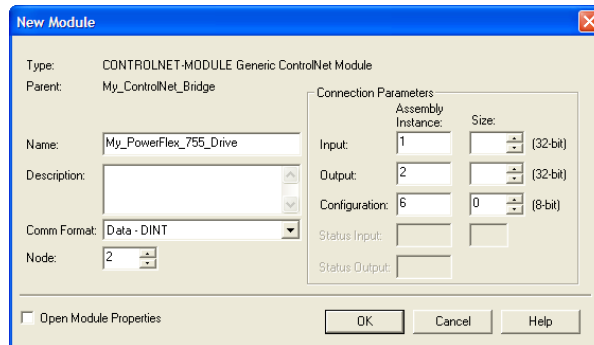 New Module
Type: CONTROLNET-MODULE Generic ControlNet Module
Parent: My_ControlNet_Bridge
Connection Parameters
Assembly Instance: Size:
Name: My_PowerFlex_755_Drive Input: 1 (32-bit)
Description: Output: 2 (32-bit)
Configuration: 6 0 (8-bit)
Comm Format: Data - DINT Status Input:
Node: 2
Status Output:
Open Module Properties OK Cancel Help